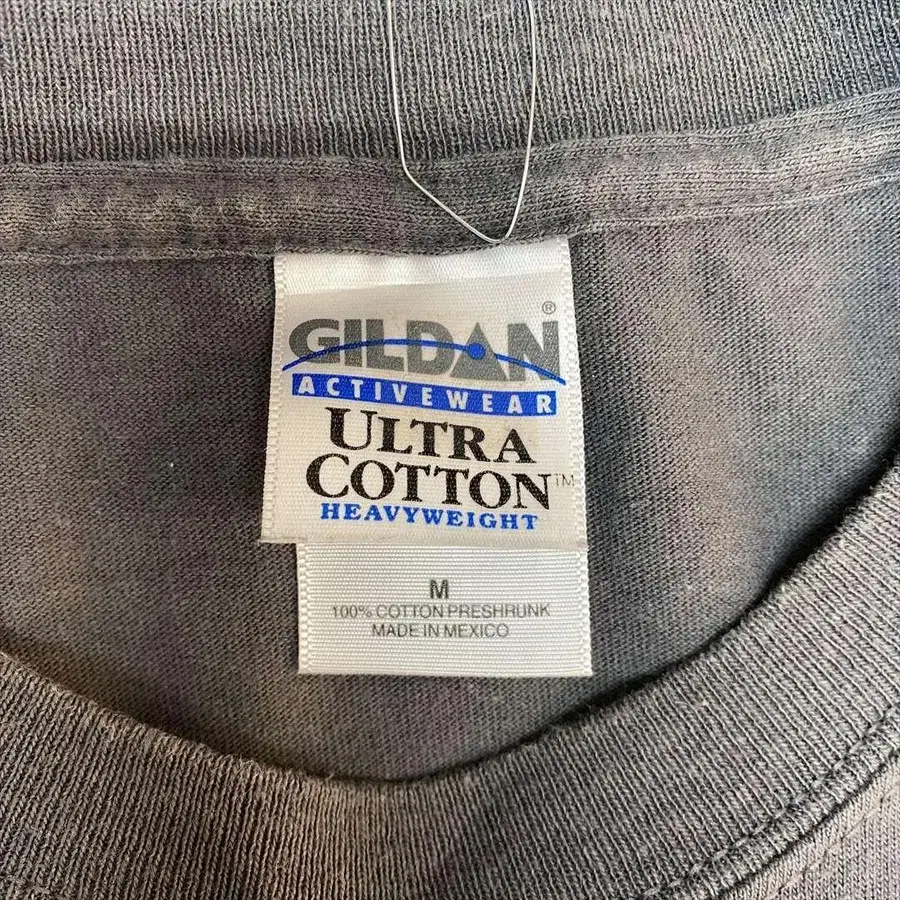 GILDAN®
ACTIVEWEAR
ULTRA
COTTON™
HEAVYWEIGHT
M
100% COTTON PRESHRUNK
MADE IN MEXICO